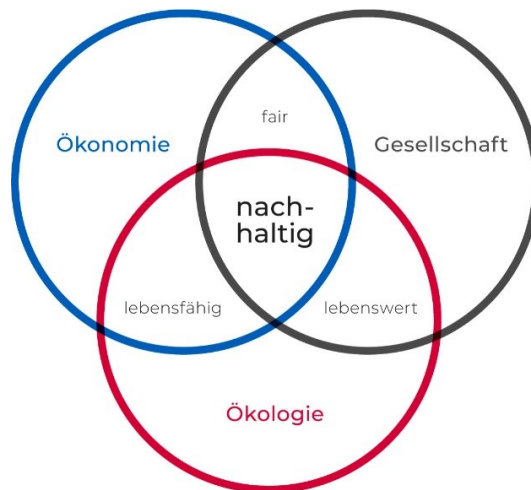 fair
Ökonomie
Gesellschaft
nach-
haltig
lebensfähig
lebenswert
Ökologie